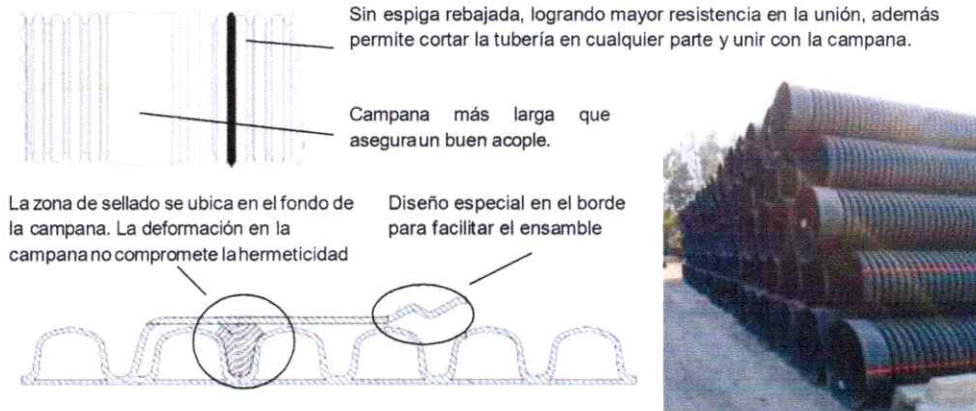 Sin espiga rebajada, logrando mayor resistencia en la unión, además
permite cortar la tubería en cualquier parte y unir con la campana.
Campana más larga que
asegura un buen acople.
La zona de sellado se ubica en el fondo de
la campana. La deformación en la
campana no compromete la hermeticidad
Diseño especial en el borde
para facilitar el ensamble